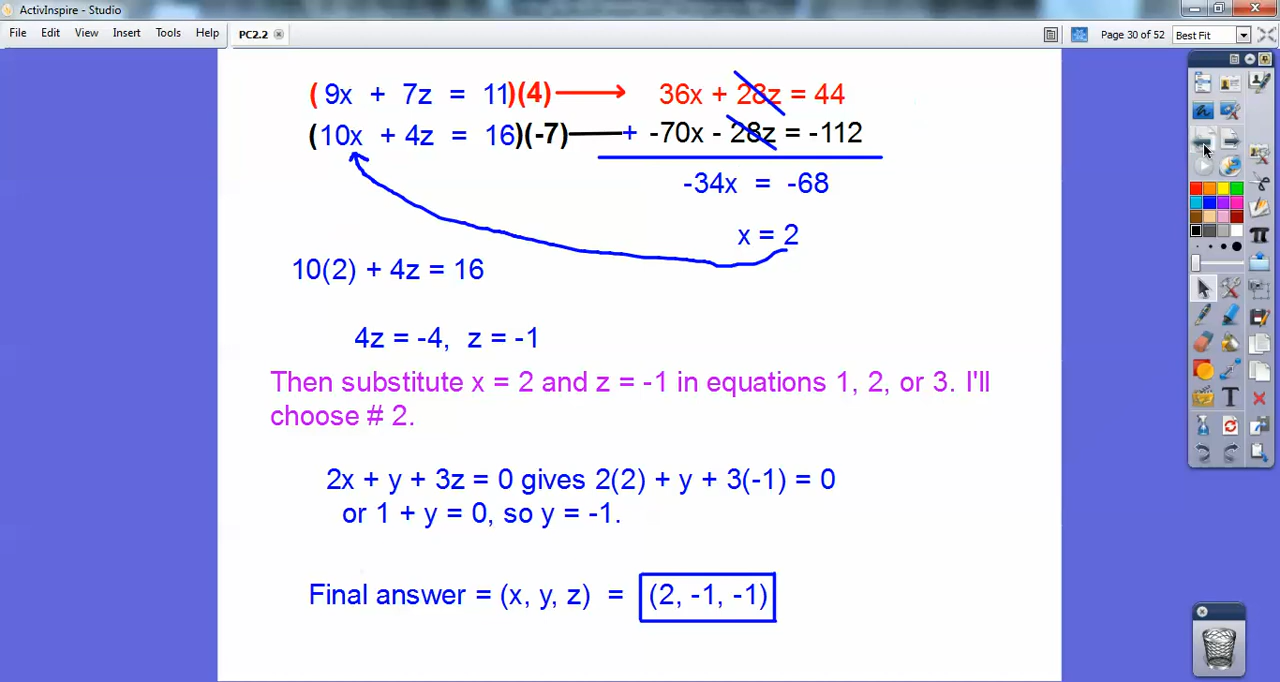 ActivInspire - Studio
File Edit View Insert Tools Help PC2.2 Page 30 of 52 Best Fit
(9x + 7z = 11)(4) 36x + 28z = 44
(10x + 4z = 16)(-7) + -70x - 28z = -112
-34x = -68
x = 2
10(2) + 4z = 16
4z = -4, z = -1
Then substitute x = 2 and z = -1 in equations 1, 2, or 3. I'll
choose # 2.
2x + y + 3z = 0 gives 2(2) + y + 3(-1) = 0
or 1 + y = 0, so y = -1.
Final answer = (x, y, z) = (2, -1, -1)